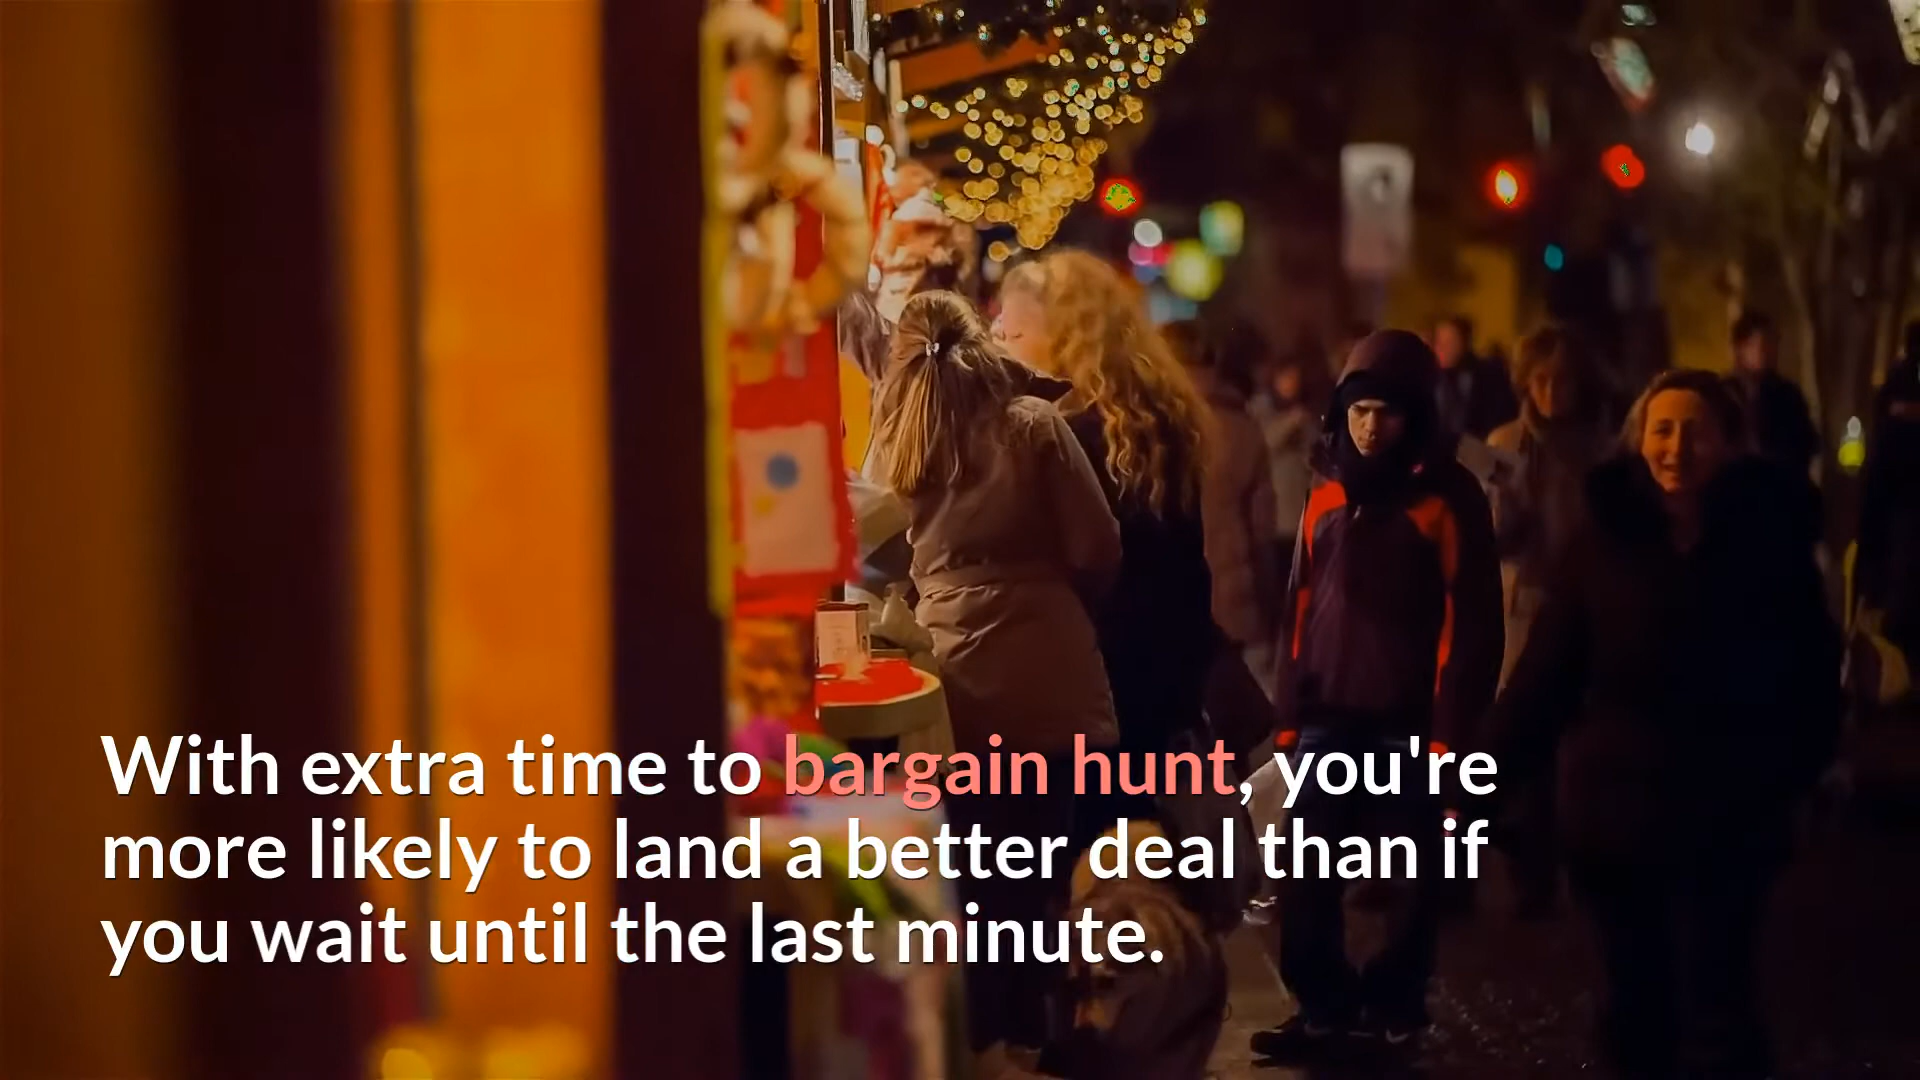 With extra time to bargain hunt, you're
more likely to land a better deal than if
you wait until the last minute.